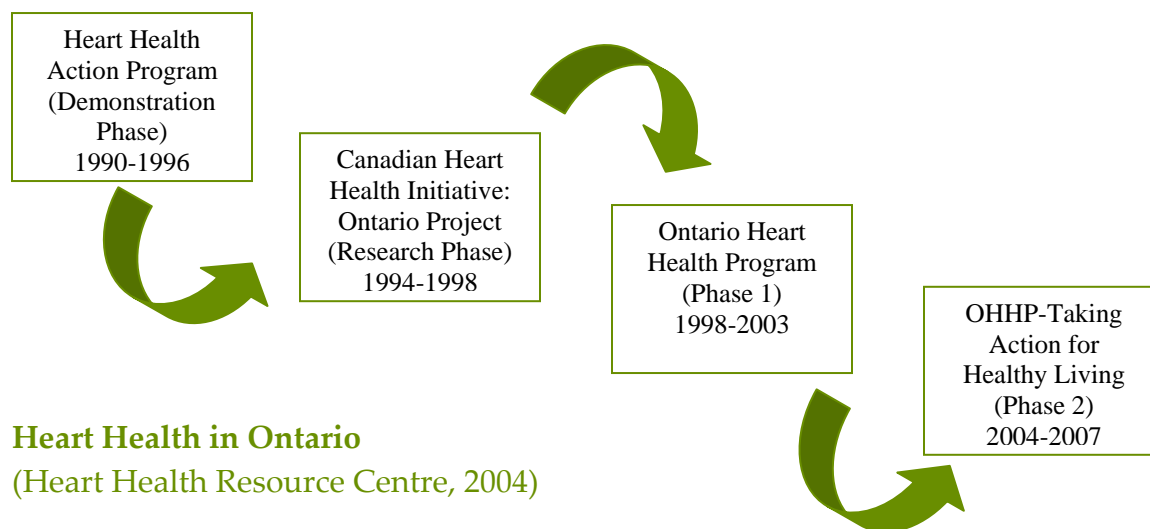 Heart Health
Action Program
(Demonstration
Phase)
1990-1996
Canadian Heart
Health Initiative:
Ontario Project
(Research Phase)
1994-1998
Ontario Heart
Health Program
(Phase 1)
1998-2003
OHHP-Taking
Action for
Healthy Living
(Phase 2)
2004-2007
Heart Health in Ontario
(Heart Health Resource Centre, 2004)